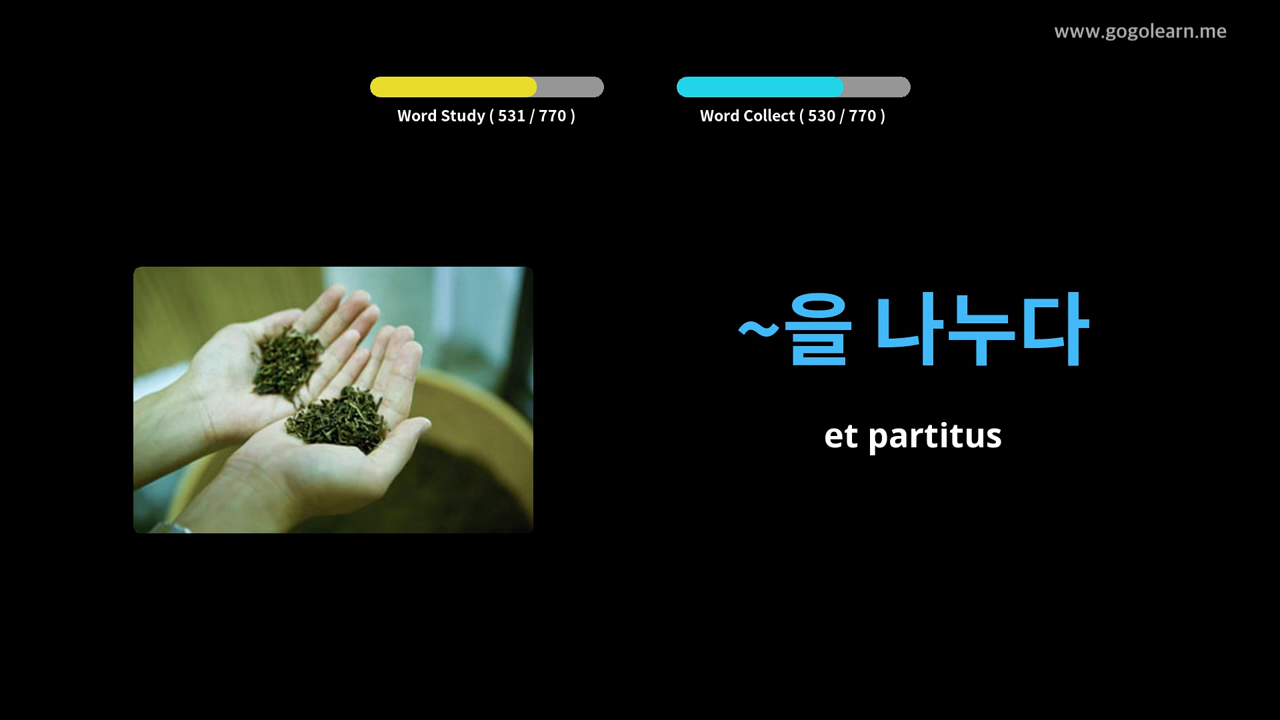 www.gogolearn.me
Word Study ( 531 / 770 )
Word Collect ( 530 / 770 )
~을 나누다
et partitus